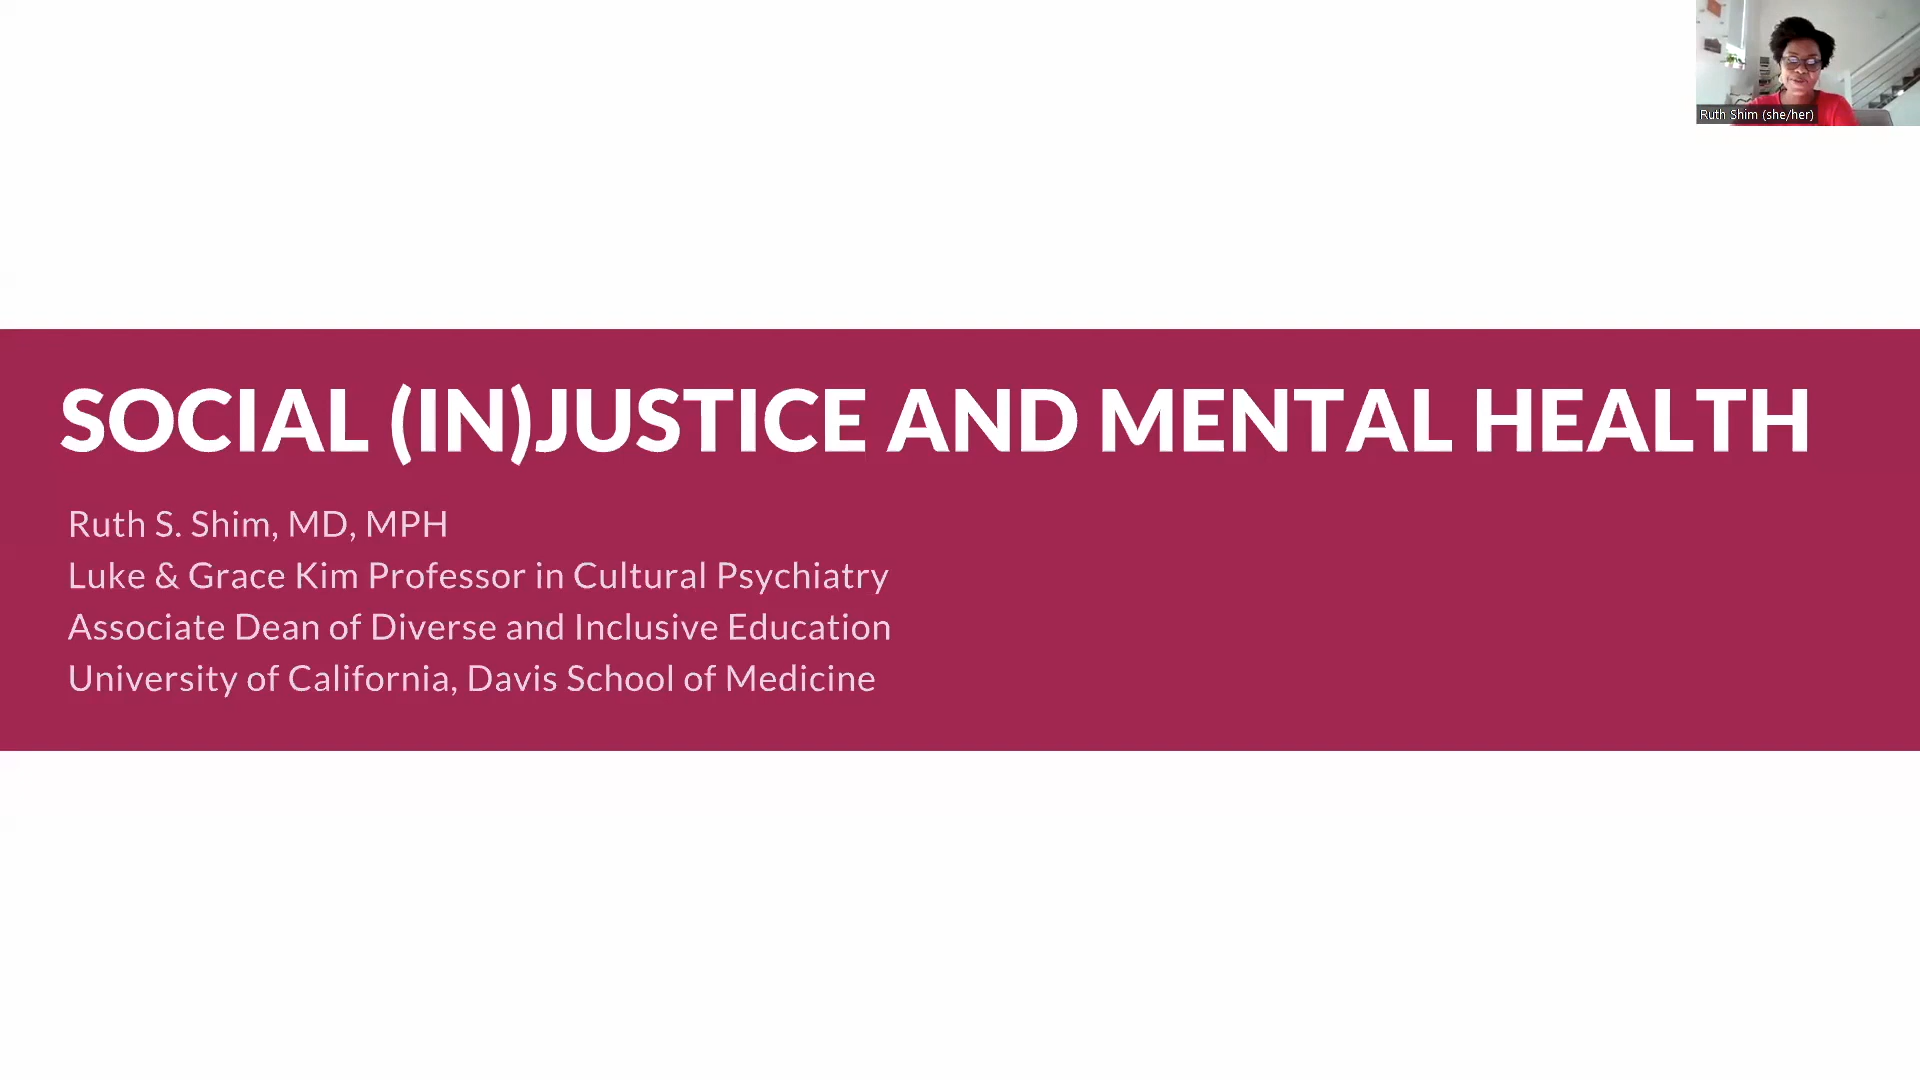 Ruth Shim (she/her)
SOCIAL (IN)JUSTICE AND MENTAL HEALTH
Ruth S. Shim, MD, MPH
Luke & Grace Kim Professor in Cultural Psychiatry
Associate Dean of Diverse and Inclusive Education
University of California, Davis School of Medicine